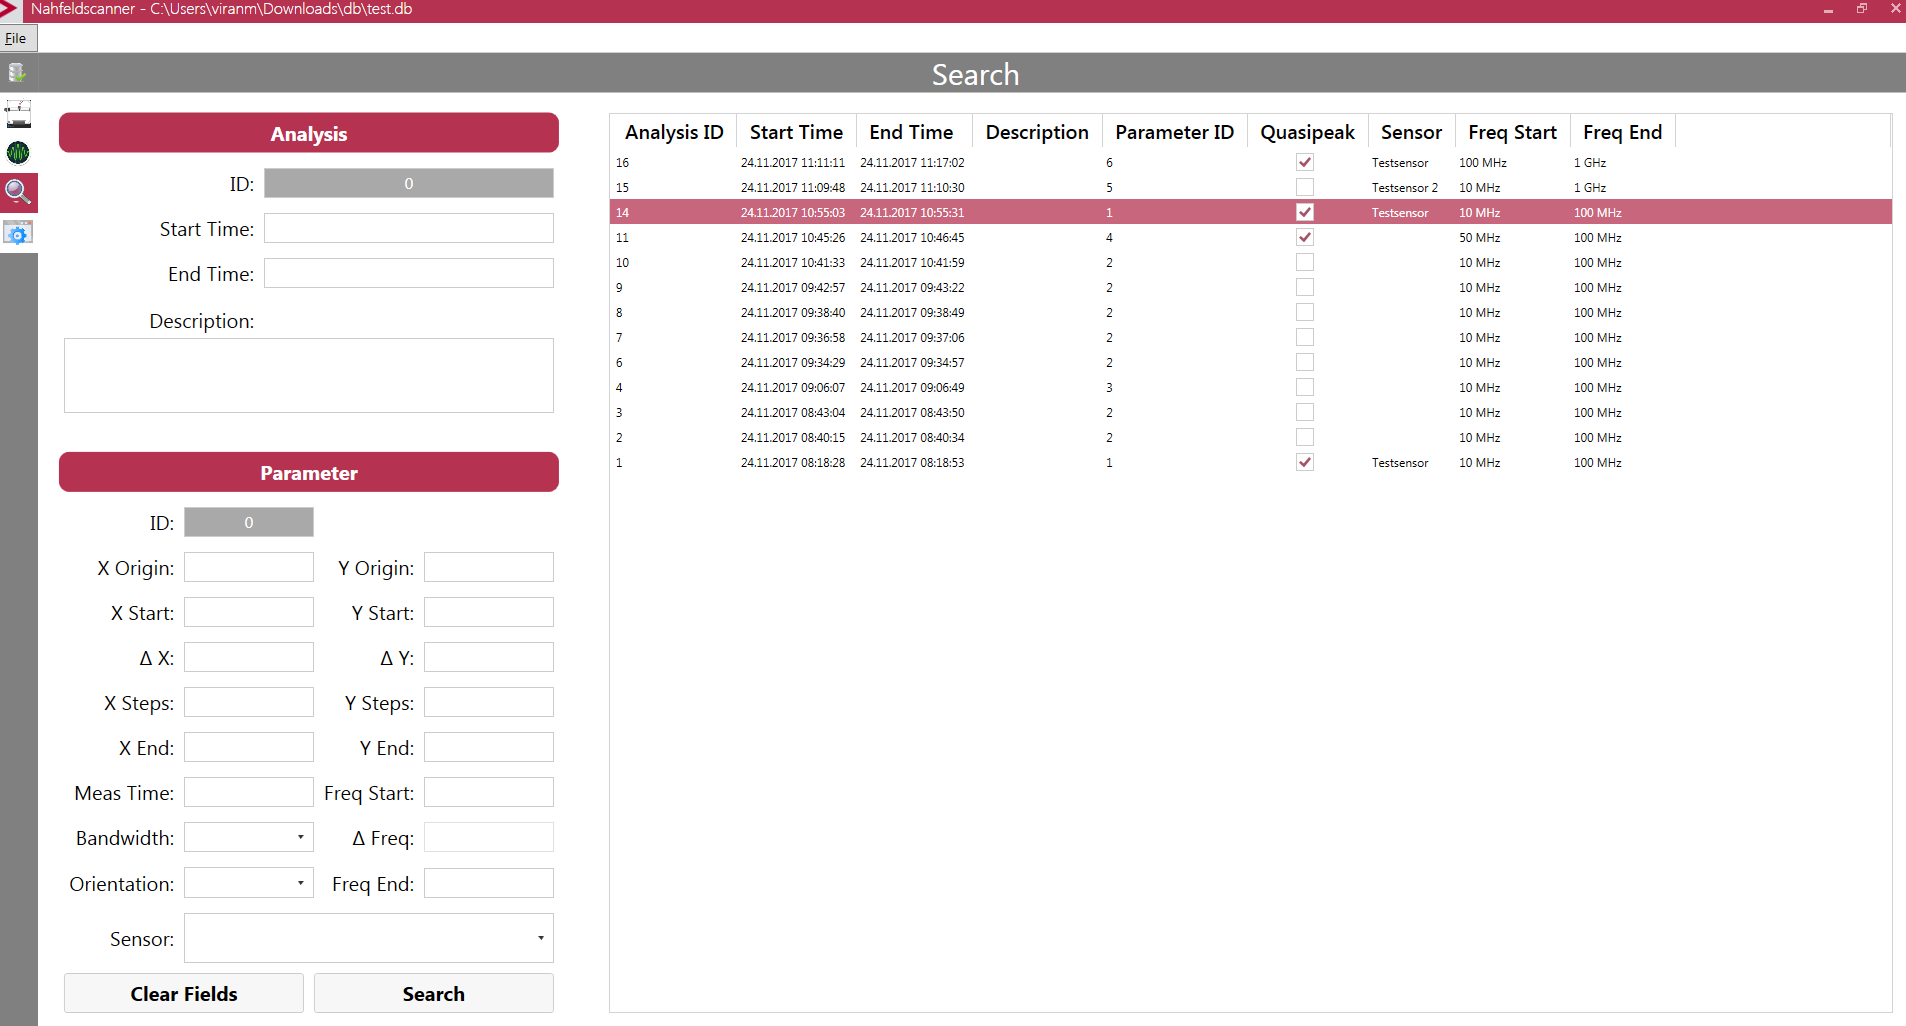 Nahfeldscanner - C:\Users\viranm\Downloads\db\test.db
File
Search
Analysis
ID: 0
Start Time:
End Time:
Description:
Parameter
ID: 0
X Origin: Y Origin:
X Start: Y Start:
Δ X: Δ Y:
X Steps: Y Steps:
X End: Y End:
Meas Time: Freq Start:
Bandwidth: Δ Freq:
Orientation: Freq End:
Sensor:
Clear Fields Search
Analysis ID Start Time End Time Description Parameter ID Quasipeak Sensor Freq Start Freq End
16 24.11.2017 11:11:11 24.11.2017 11:17:02 6 Testsensor 100 MHz 1 GHz
15 24.11.2017 11:09:48 24.11.2017 11:10:30 5 Testsensor 2 10 MHz 1 GHz
14 24.11.2017 10:55:03 24.11.2017 10:55:31 1 Testsensor 10 MHz 100 MHz
11 24.11.2017 10:45:26 24.11.2017 10:46:45 4 50 MHz 100 MHz
10 24.11.2017 10:41:33 24.11.2017 10:41:59 2 10 MHz 100 MHz
9 24.11.2017 09:42:57 24.11.2017 09:43:22 2 10 MHz 100 MHz
8 24.11.2017 09:38:40 24.11.2017 09:38:49 2 10 MHz 100 MHz
7 24.11.2017 09:36:58 24.11.2017 09:37:06 2 10 MHz 100 MHz
6 24.11.2017 09:34:29 24.11.2017 09:34:57 2 10 MHz 100 MHz
4 24.11.2017 09:06:07 24.11.2017 09:06:49 3 10 MHz 100 MHz
3 24.11.2017 08:43:04 24.11.2017 08:43:50 2 10 MHz 100 MHz
2 24.11.2017 08:40:15 24.11.2017 08:40:34 2 10 MHz 100 MHz
1 24.11.2017 08:18:28 24.11.2017 08:18:53 1 Testsensor 10 MHz 100 MHz